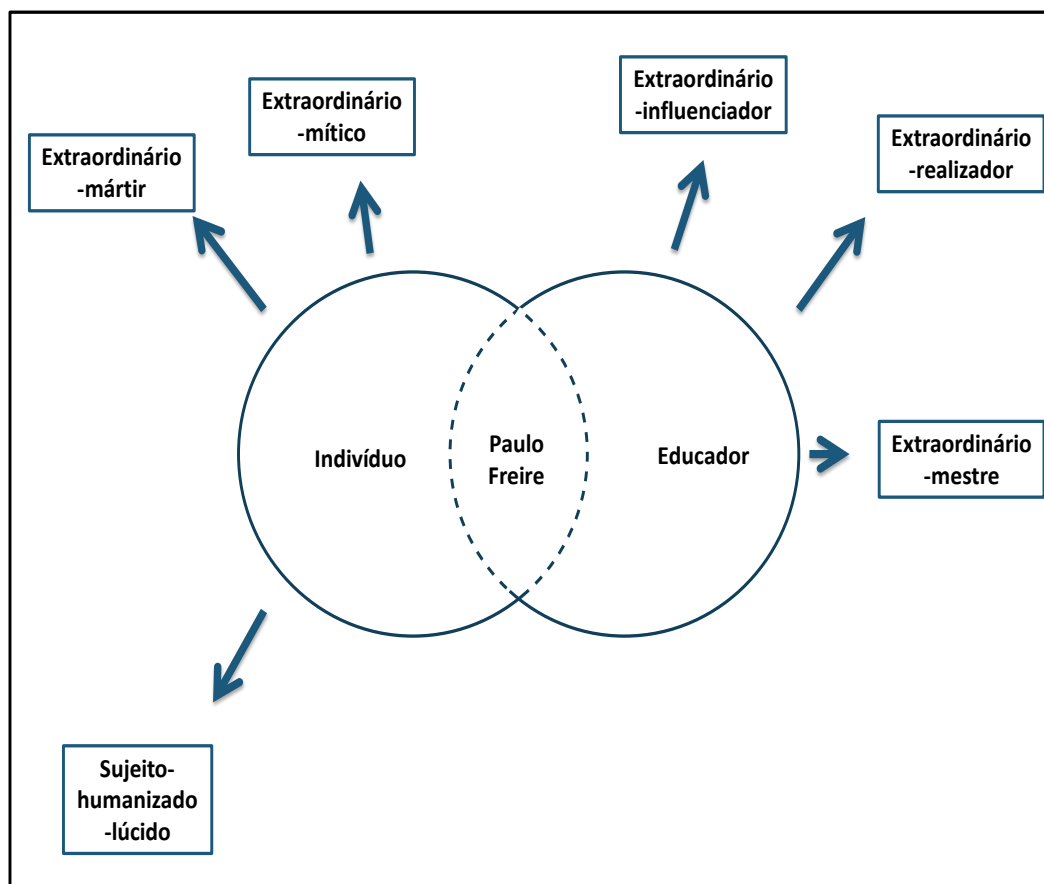 Extraordinário
-mártir
Extraordinário
-mítico
Extraordinário
-influenciador
Extraordinário
-realizador
Indivíduo
Paulo
Freire
Educador
Extraordinário
-mestre
Sujeito-
humanizado
-lúcido